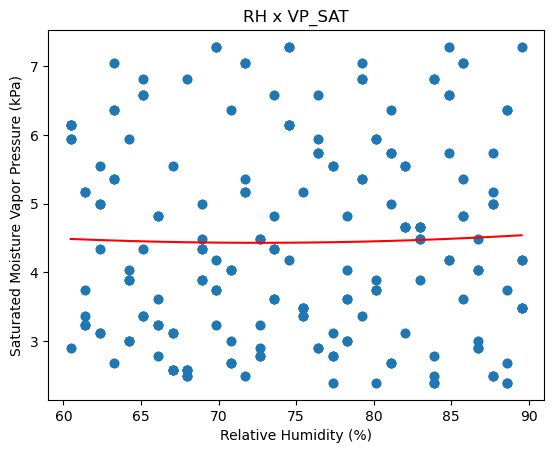 RH x VP_SAT
Saturated Moisture Vapor Pressure (kPa)
7
6
5
4
3
60 65 70 75 80 85 90
Relative Humidity (%)